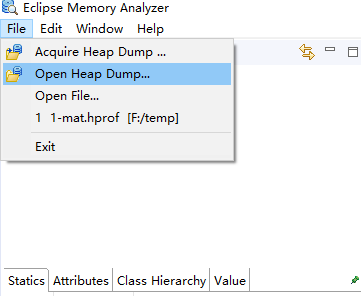 Eclipse Memory Analyzer
File Edit Window Help
Acquire Heap Dump ...
Open Heap Dump...
Open File...
1 1-mat.hprof [F:/temp]
Exit
Statics Attributes Class Hierarchy Value